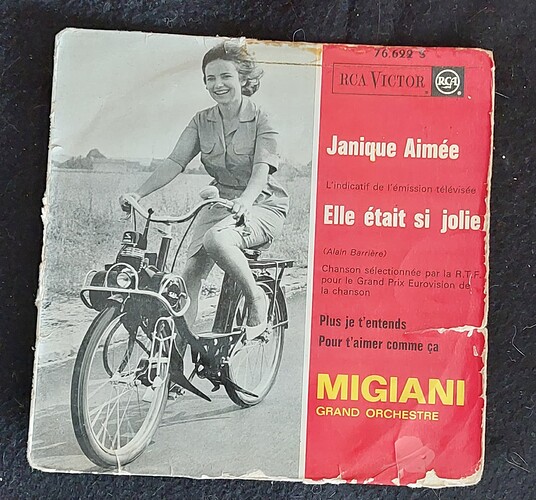 76.622 S
RCA VICTOR RCA
Janique Aimée
L'indicatif de l'émission télévisée
Elle était si jolie
(Alain Barrière)
Chanson sélectionnée par la R.T.F.
pour le Grand Prix Eurovision de
la chanson
Plus je t'entends
Pour t'aimer comme ça
MIGIANI
GRAND ORCHESTRE